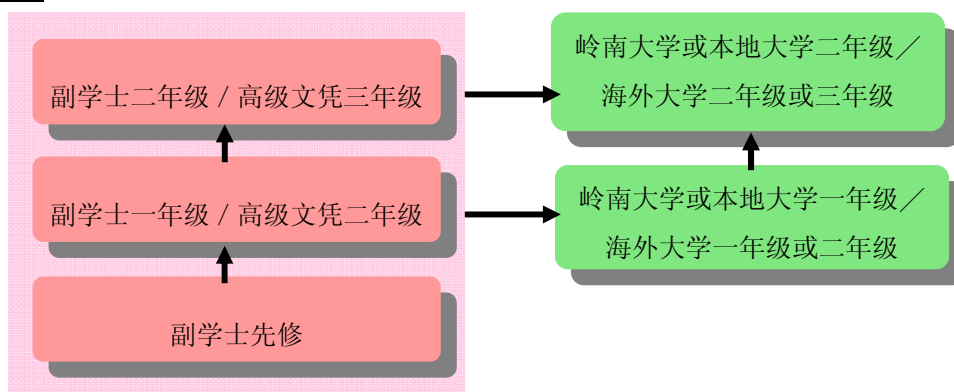 副学士二年级 / 高级文凭三年级
岭南大学或本地大学二年级／
海外大学二年级或三年级
副学士一年级 / 高级文凭二年级
岭南大学或本地大学一年级／
海外大学一年级或二年级
副学士先修